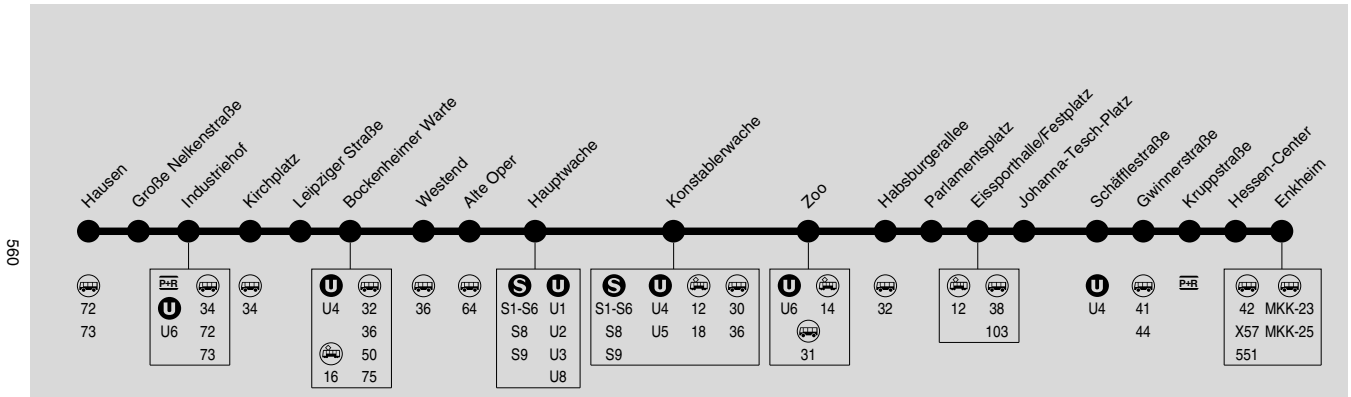 560
Hausen
Große Nelkenstraße
Industriehof
Kirchplatz
Leipziger Straße
Bockenheimer Warte
Westend
Alte Oper
Hauptwache
Konstablerwache
Zoo
Habsburgerallee
Parlamentsplatz
Eissporthalle/Festplatz
Johanna-Tesch-Platz
Schäfflestraße
Gwinnerstraße
Kruppstraße
Hessen-Center
Enkheim
72
73
P+R
U
U6
34
72
73
34
U
U4
16
32
36
50
75
36
64
S
S1-S6
S8
S9
U
U1
U2
U3
U8
S
S1-S6
S8
S9
U
U4
U5
12
18
30
36
U
U6
14
31
32
12
38
103
U
U4
41
44
P+R
42
X57
551
MKK-23
MKK-25